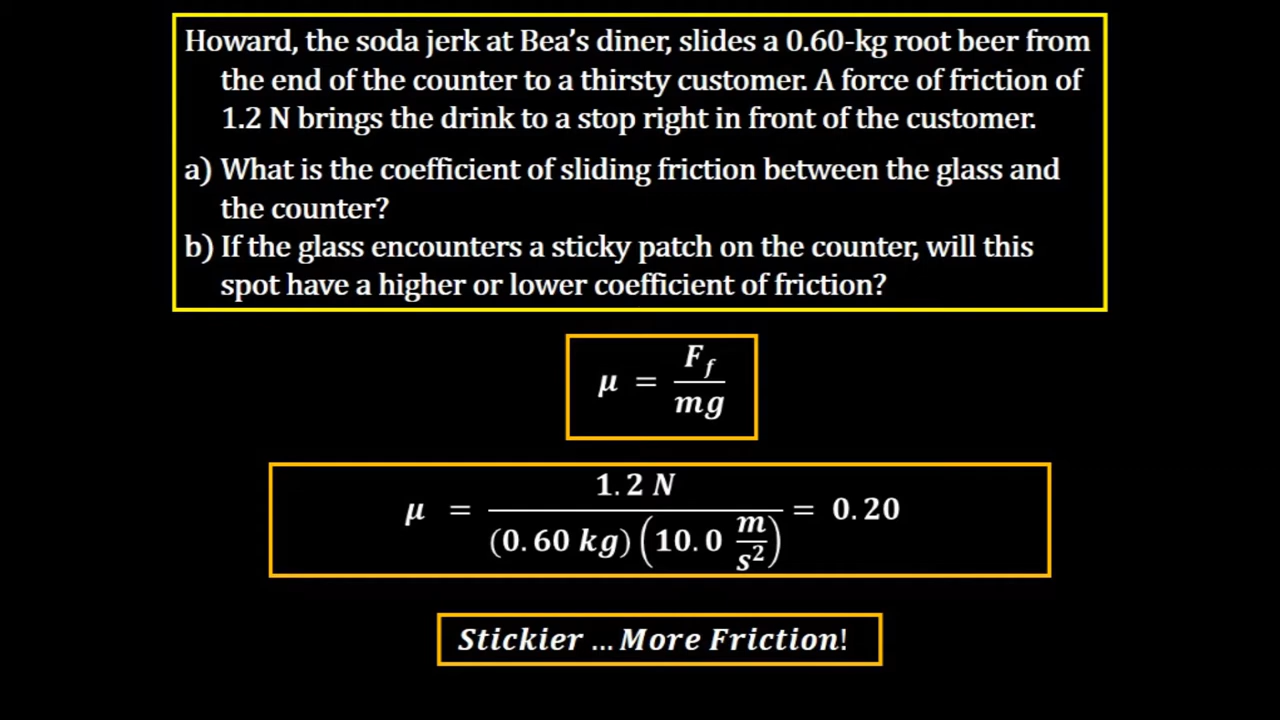 Howard, the soda jerk at Bea's diner, slides a 0.60-kg root beer from
the end of the counter to a thirsty customer. A force of friction of
1.2 N brings the drink to a stop right in front of the customer.
a) What is the coefficient of sliding friction between the glass and
the counter?
b) If the glass encounters a sticky patch on the counter, will this
spot have a higher or lower coefficient of friction?
μ = F_f / mg
μ = 1.2 N / (0.60 kg) (10.0 m/s²) = 0.20
Stickier ... More Friction!